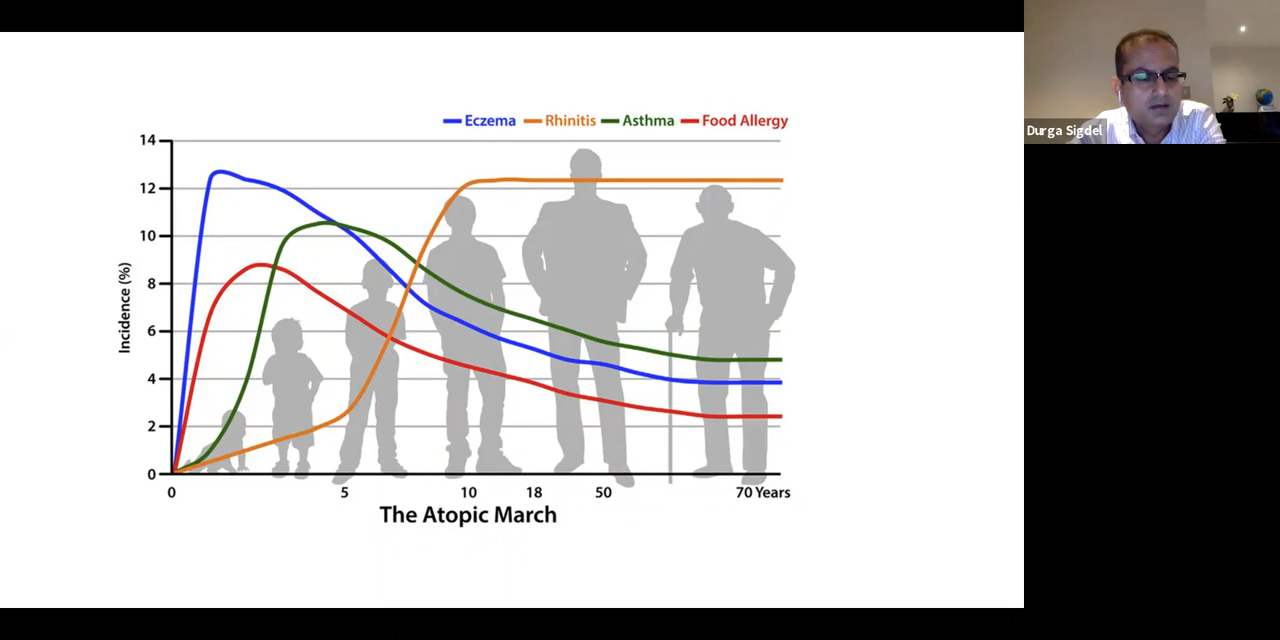 Eczema Rhinitis Asthma Food Allergy
14
12
10
8
6
4
2
0
Incidence (%)
0 5 10 18 50 70 Years
The Atopic March
Durga Sigdel